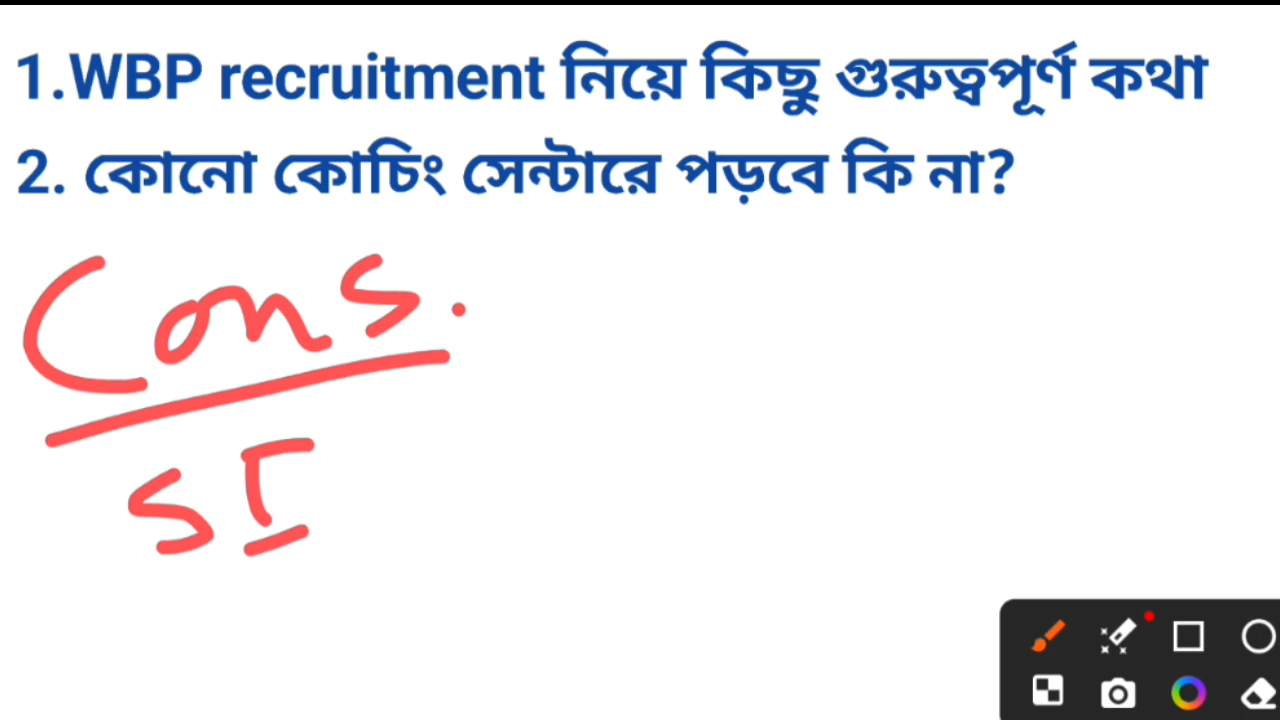 1.WBP recruitment নিয়ে কিছু গুরুত্বপূর্ণ কথা
2. কোনো কোচিং সেন্টারে পড়বে কি না?
Cons.
SI